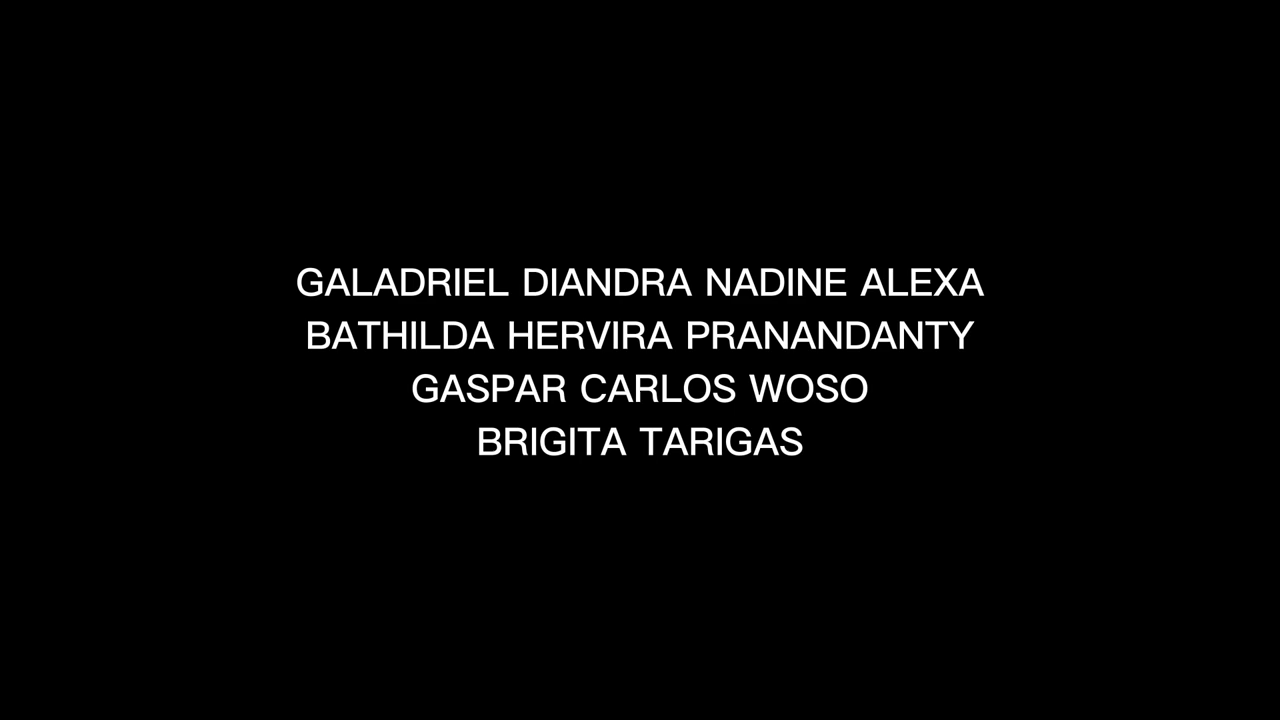 GALADRIEL DIANDRA NADINE ALEXA
BATHILDA HERVIRA PRANANDANTY
GASPAR CARLOS WOSO
BRIGITA TARIGAS